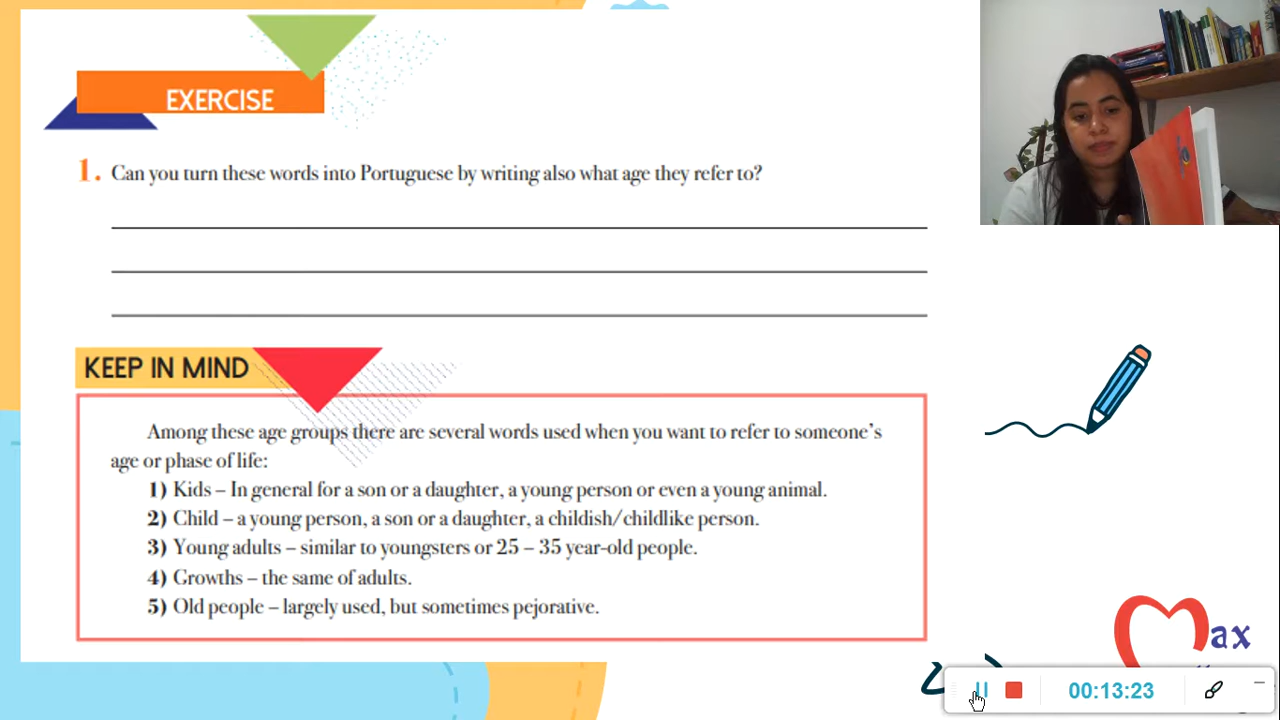 EXERCISE
1. Can you turn these words into Portuguese by writing also what age they refer to?
KEEP IN MIND
Among these age groups there are several words used when you want to refer to someone's
age or phase of life:
1) Kids – In general for a son or a daughter, a young person or even a young animal.
2) Child – a young person, a son or a daughter, a childish/childlike person.
3) Young adults – similar to youngsters or 25 – 35 year-old people.
4) Growths – the same of adults.
5) Old people – largely used, but sometimes pejorative.
Max
00:13:23